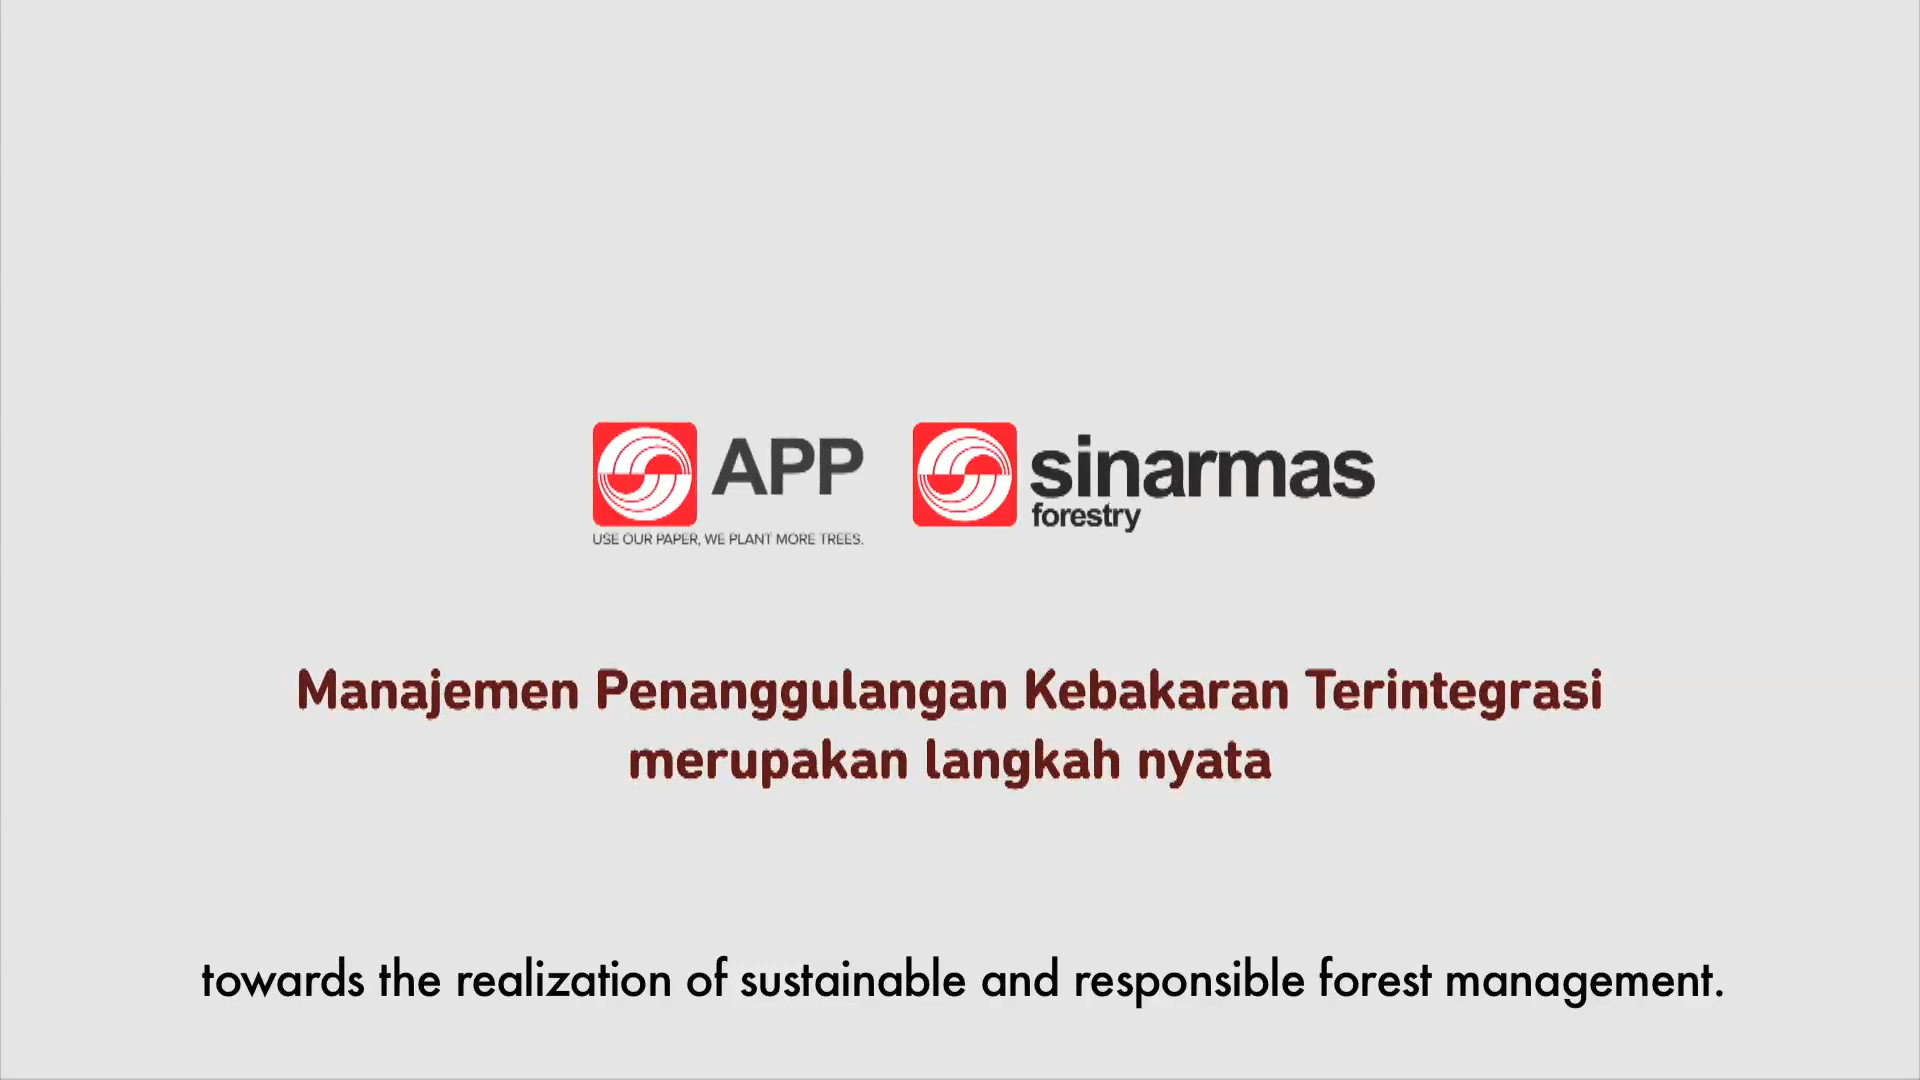 APP
USE OUR PAPER, WE PLANT MORE TREES.
sinarmas
forestry
Manajemen Penanggulangan Kebakaran Terintegrasi
merupakan langkah nyata
towards the realization of sustainable and responsible forest management.